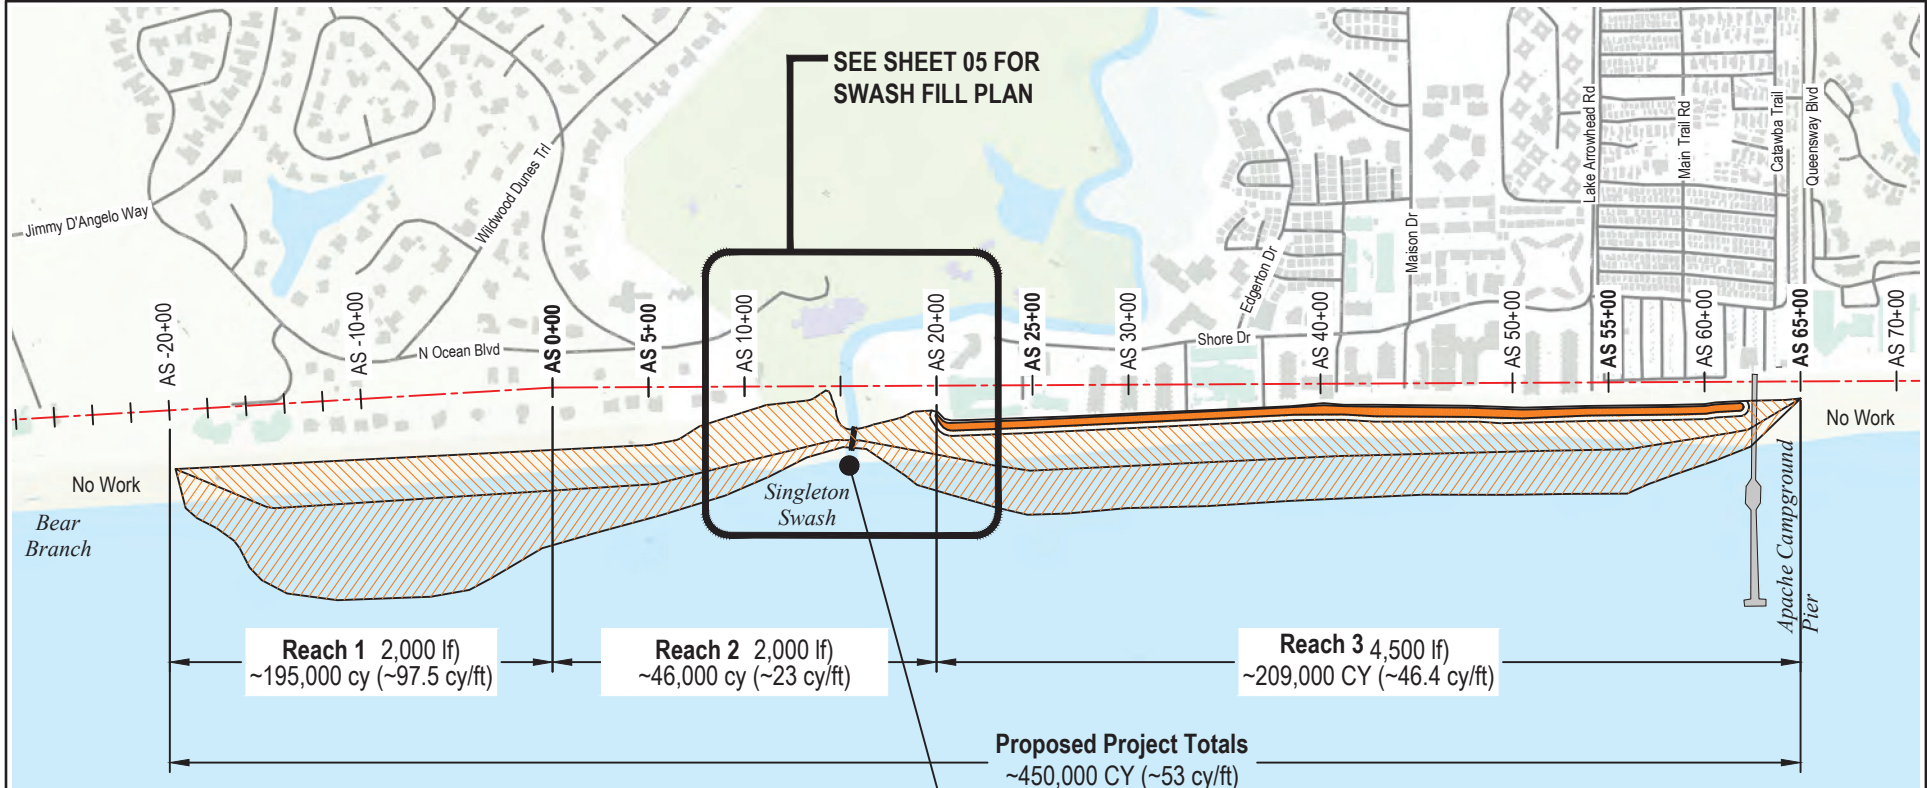 SEE SHEET 05 FOR
SWASH FILL PLAN
Jimmy D'Angelo Way
Wildwood Dunes Trl
N Ocean Blvd
Edgerton Dr
Shore Dr
Maison Dr
Lake Arrowhead Rd
Main Trail Rd
Catawba Trail
Queensway Blvd
AS -20+00
AS -10+00
AS 0+00
AS 5+00
AS 10+00
AS 20+00
AS 25+00
AS 30+00
AS 40+00
AS 50+00
AS 55+00
AS 60+00
AS 65+00
AS 70+00
No Work
No Work
Bear
Branch
Singleton
Swash
Apache Campground
Pier
Reach 1 2,000 lf)
~195,000 cy (~97.5 cy/ft)
Reach 2 2,000 lf)
~46,000 cy (~23 cy/ft)
Reach 3 4,500 lf)
~209,000 CY (~46.4 cy/ft)
Proposed Project Totals
~450,000 CY (~53 cy/ft)